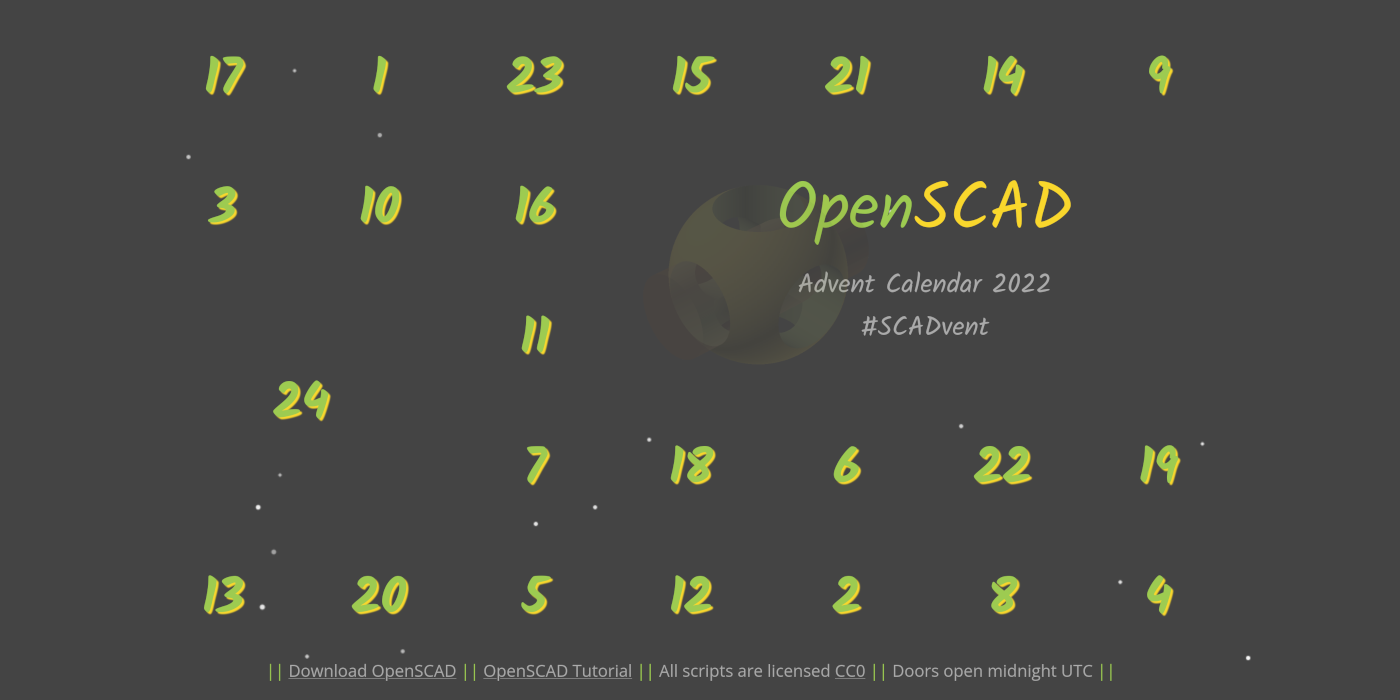 17 1 23 15 21 14 9
3 10 16 OpenSCAD
Advent Calendar 2022
#SCADvent
11
24
7 18 6 22 19
13 20 5 12 2 8 4
|| Download OpenSCAD || OpenSCAD Tutorial || All scripts are licensed CC0 || Doors open midnight UTC ||